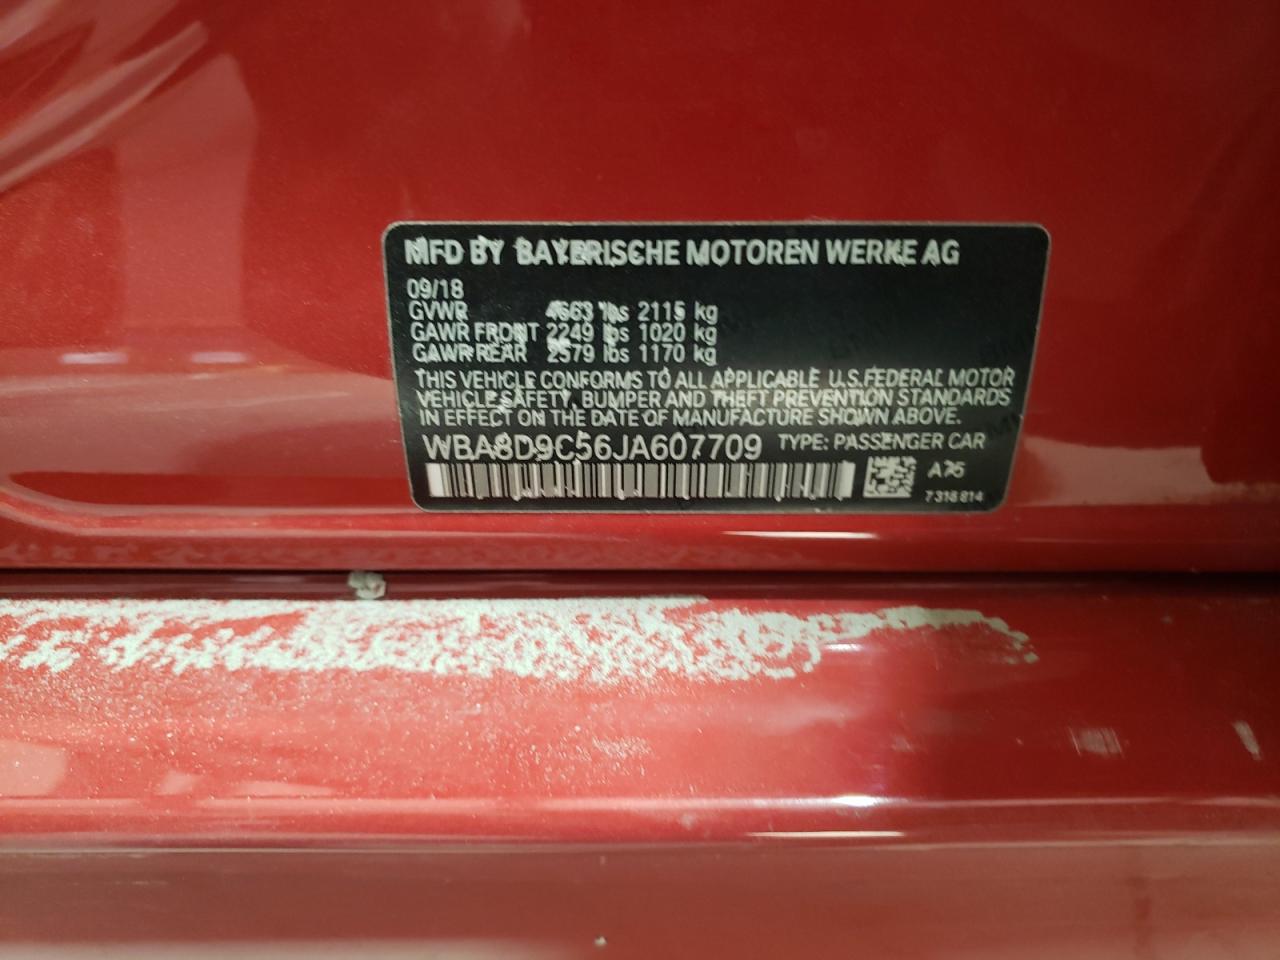 MFD BY BAYERISCHE MOTOREN WERKE AG
09/18
GVWR 4663 lbs 2115 kg
GAWR FRONT 2249 lbs 1020 kg
GAWR REAR 2579 lbs 1170 kg
THIS VEHICLE CONFORMS TO ALL APPLICABLE U.S. FEDERAL MOTOR
VEHICLE SAFETY, BUMPER AND THEFT PREVENTION STANDARDS
IN EFFECT ON THE DATE OF MANUFACTURE SHOWN ABOVE.
WBA8D9C56JA607709 TYPE: PASSENGER CAR
7 318 814